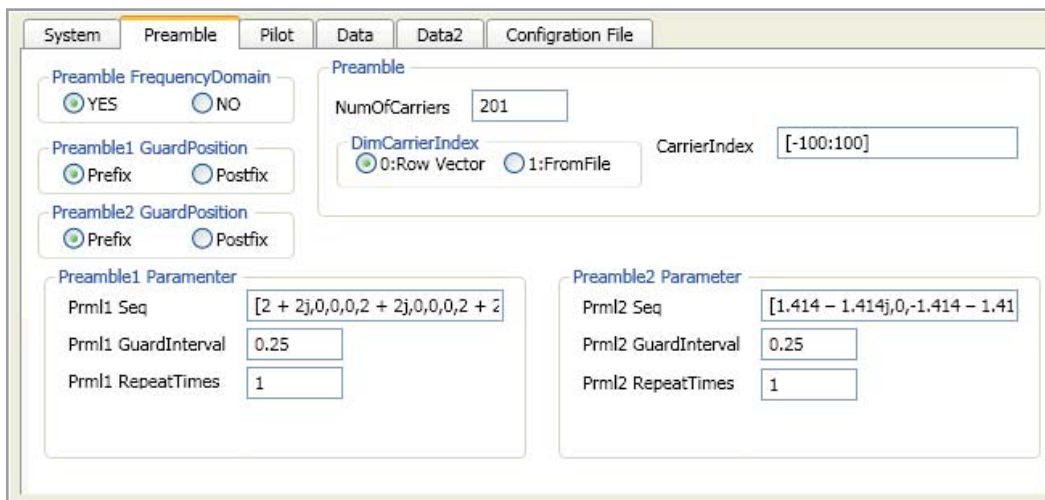 System Preamble Pilot Data Data2 Configration File
Preamble FrequencyDomain
YES NO
Preamble1 GuardPosition
Prefix Postfix
Preamble2 GuardPosition
Prefix Postfix
Preamble
NumOfCarriers 201
DimCarrierIndex
0:Row Vector 1:FromFile
CarrierIndex [-100:100]
Preamble1 Paramenter
Prml1 Seq [2 + 2j,0,0,0,2 + 2j,0,0,0,2 + 2
Prml1 GuardInterval 0.25
Prml1 RepeatTimes 1
Preamble2 Parameter
Prml2 Seq [1.414 – 1.414j,0,-1.414 – 1.41
Prml2 GuardInterval 0.25
Prml2 RepeatTimes 1